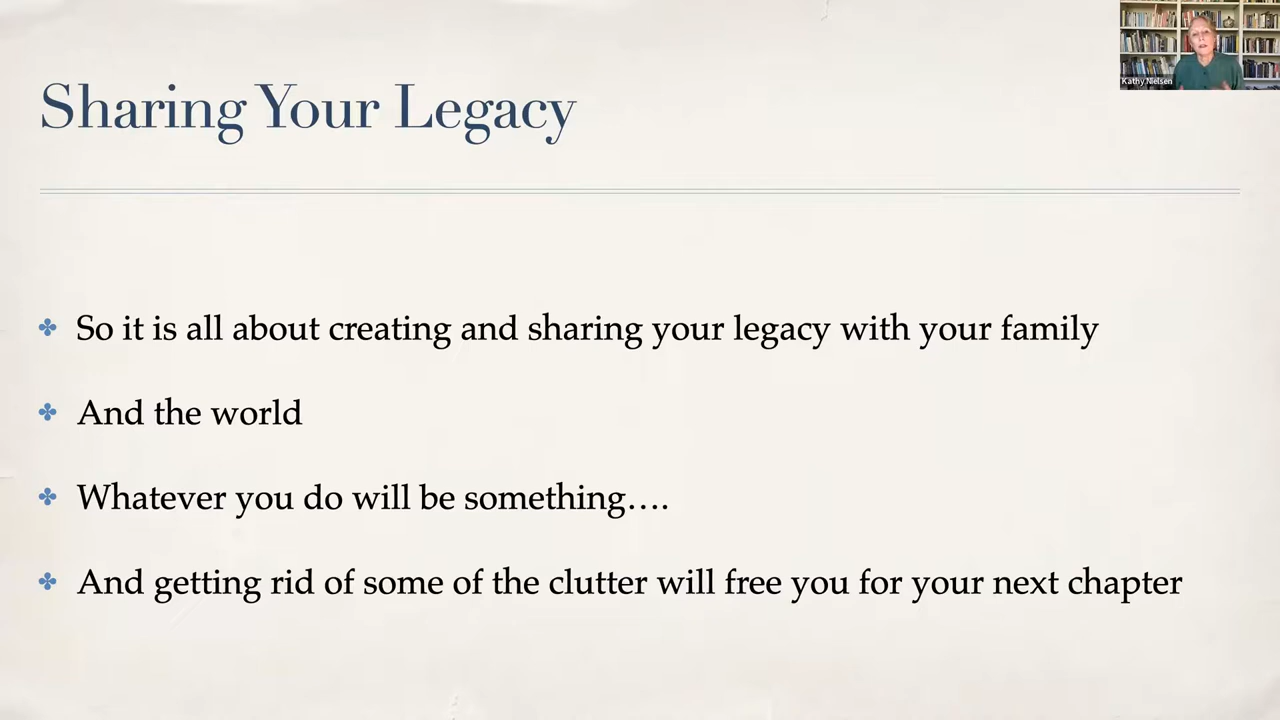 Sharing Your Legacy
Kathy Nielsen
So it is all about creating and sharing your legacy with your family
And the world
Whatever you do will be something….
And getting rid of some of the clutter will free you for your next chapter